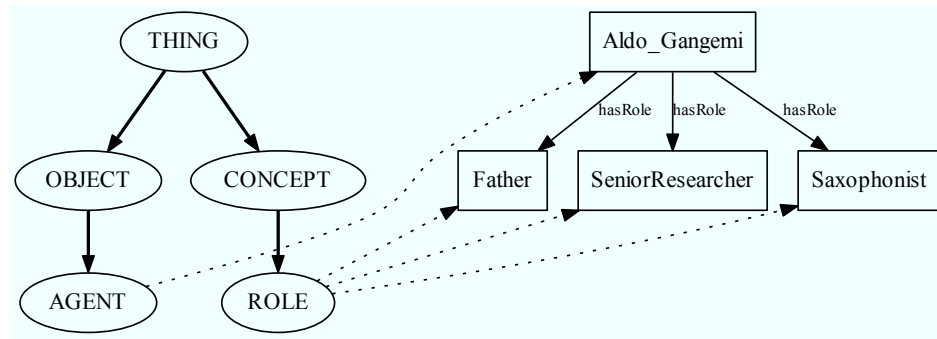 THING
Aldo_Gangemi
hasRole
hasRole
hasRole
OBJECT
CONCEPT
Father
SeniorResearcher
Saxophonist
AGENT
ROLE